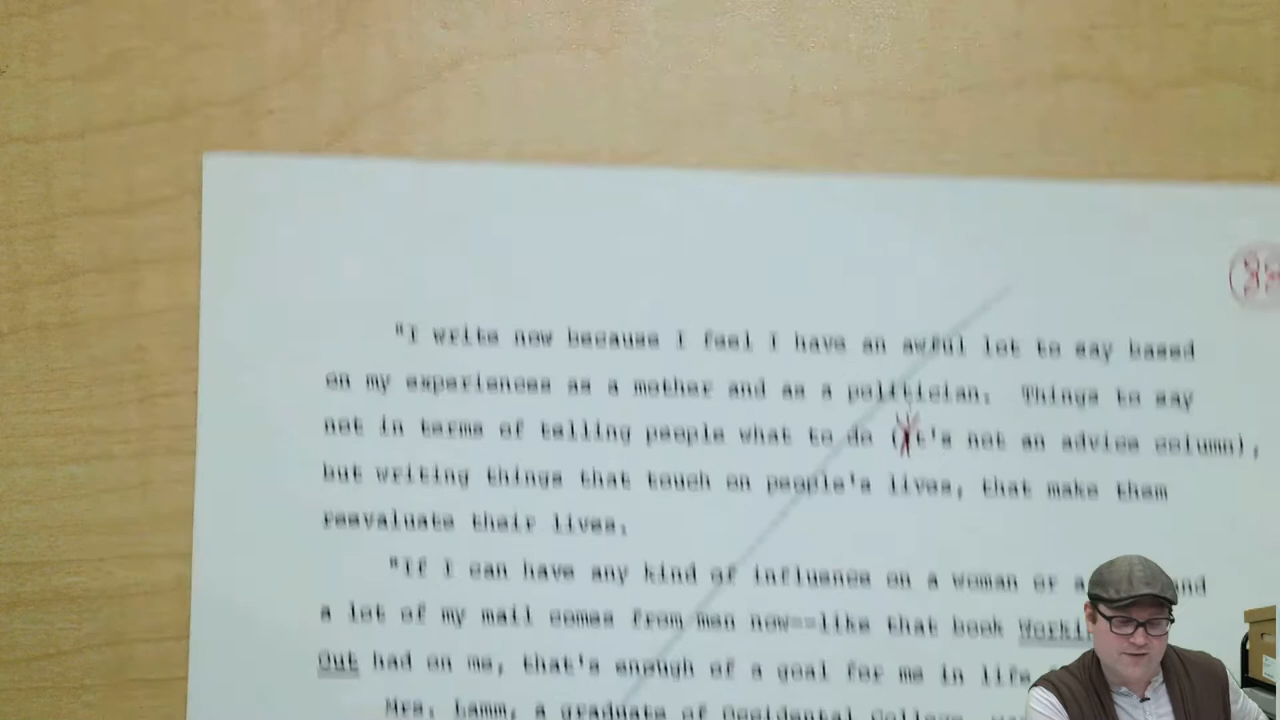 "I write now because I feel I have an awful lot to say based
on my experiences as a mother and as a politician. Things to say
not in terms of telling people what to do (it's not an advice column),
but writing things that touch on people's lives, that make them
reevaluate their lives.
"If I can have any kind of influence on a woman or a
a lot of my mail comes from men now--like that book Worki
Out had on me, that's enough of a goal for me in life.
Mrs. Lamm, a graduate of Occidental College,